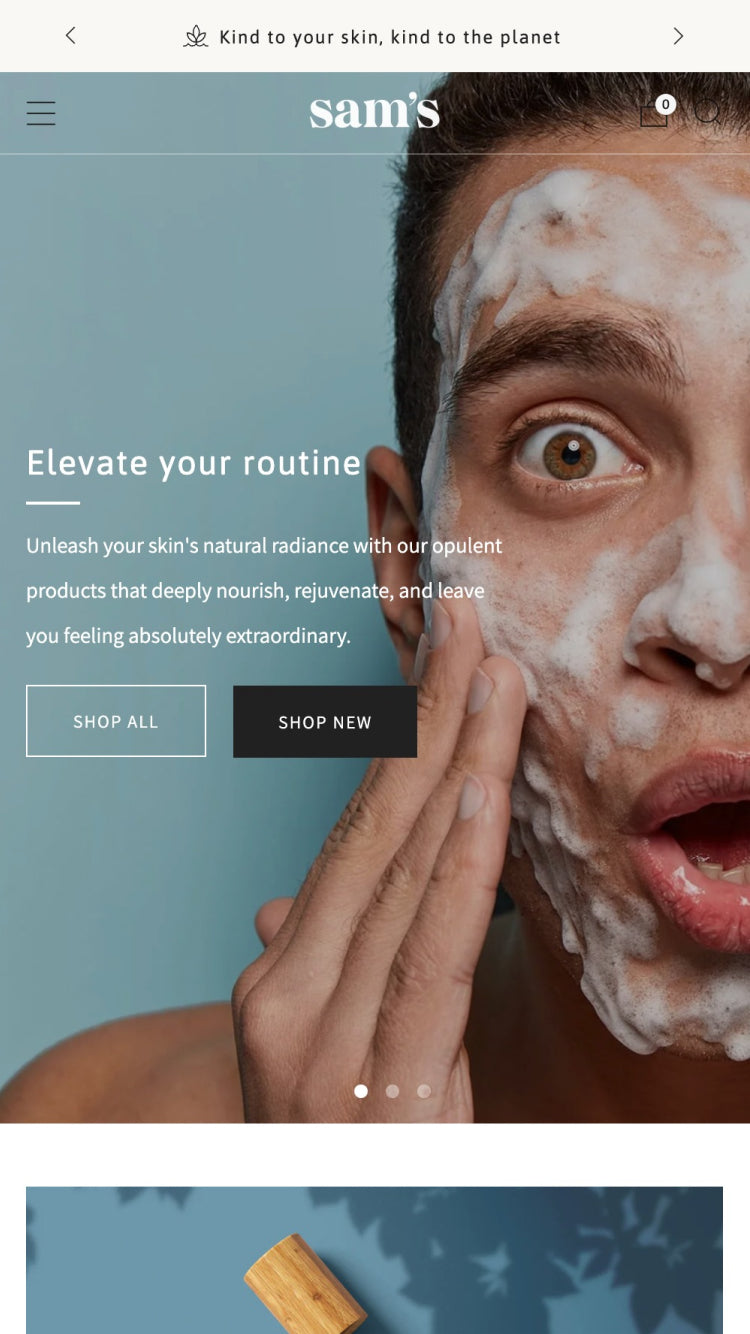 Kind to your skin, kind to the planet
sam's
0
Elevate your routine
Unleash your skin's natural radiance with our opulent
products that deeply nourish, rejuvenate, and leave
you feeling absolutely extraordinary.
SHOP ALL
SHOP NEW